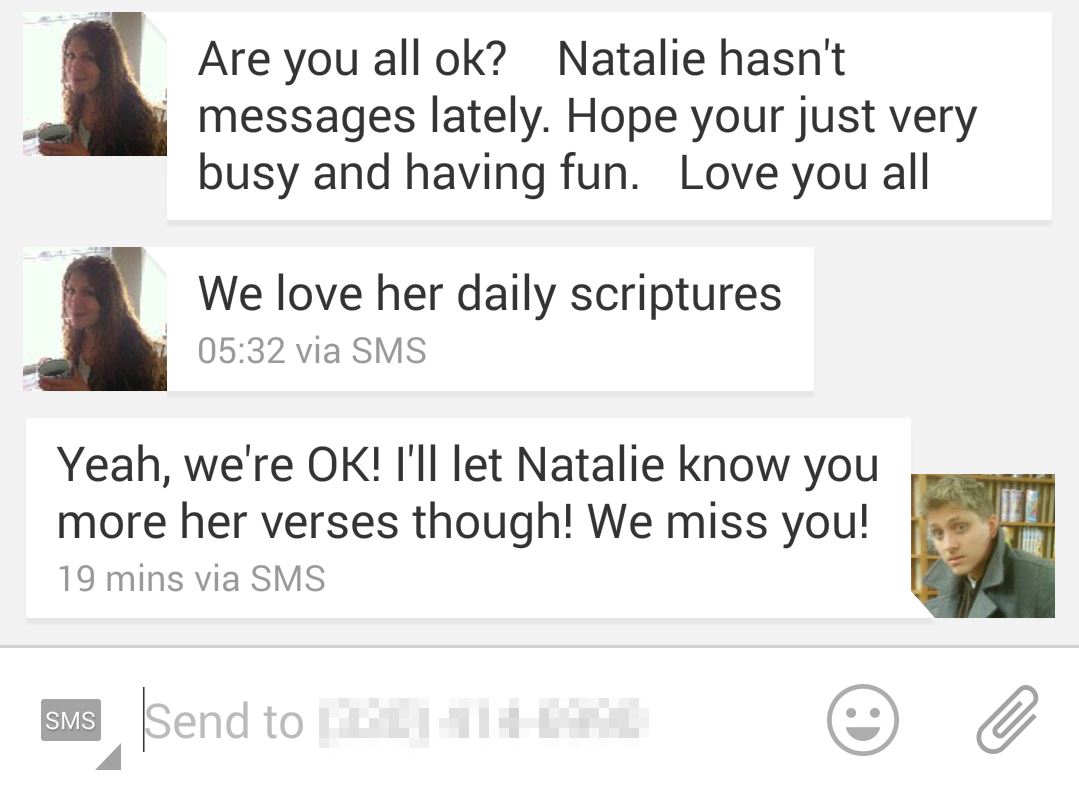 Are you all ok?    Natalie hasn't
messages lately. Hope your just very
busy and having fun.   Love you all
We love her daily scriptures
05:32 via SMS
Yeah, we're OK! I'll let Natalie know you
more her verses though! We miss you!
19 mins via SMS
SMS
Send to